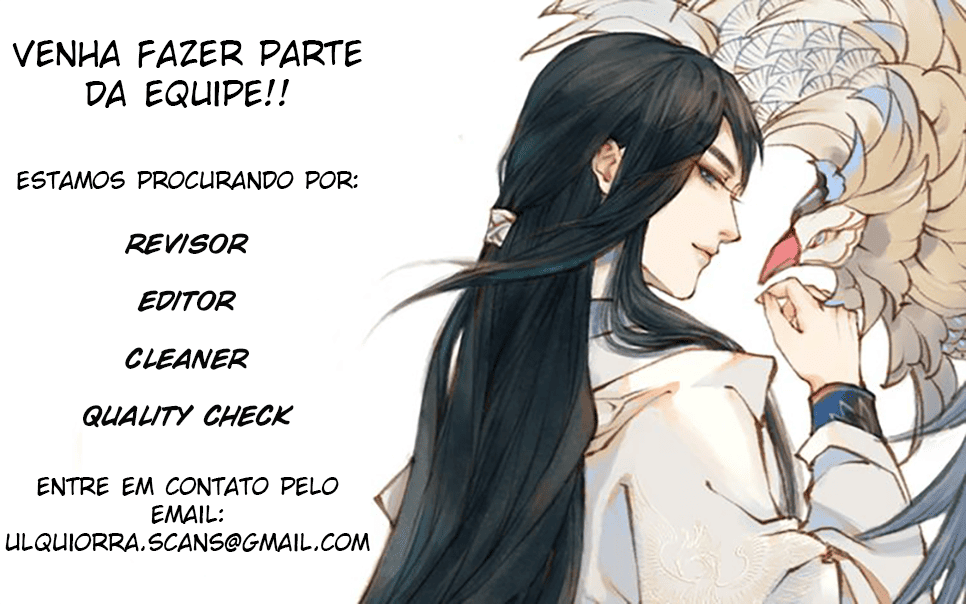 VENHA FAZER PARTE
DA EQUIPE!!
ESTAMOS PROCURANDO POR:
REVISOR
EDITOR
CLEANER
QUALITY CHECK
ENTRE EM CONTATO PELO
EMAIL:
ULQUIORRA.SCANS@GMAIL.COM